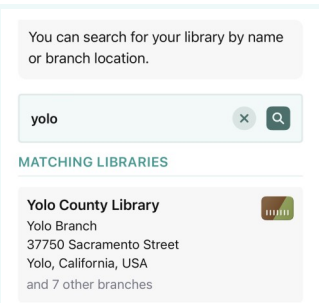 You can search for your library by name
or branch location.
yolo
MATCHING LIBRARIES
Yolo County Library
Yolo Branch
37750 Sacramento Street
Yolo, California, USA
and 7 other branches